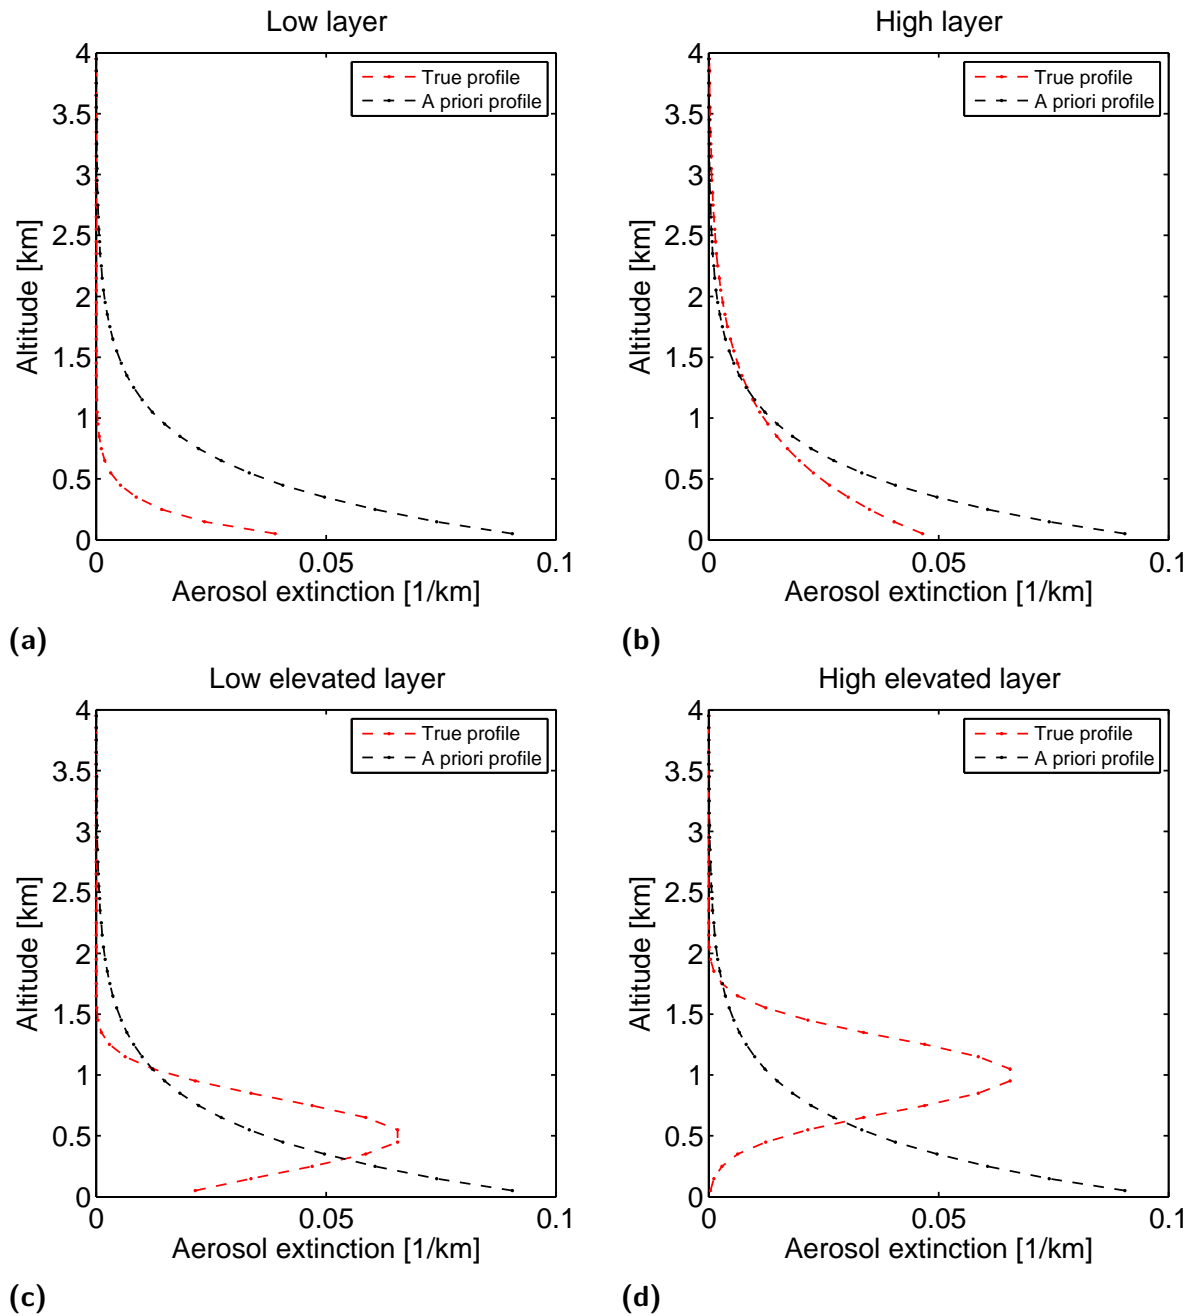 Low layer
4
3.5
3
2.5
2
1.5
1
0.5
0
Altitude [km]
True profile
A priori profile
0 0.05 0.1
Aerosol extinction [1/km]
(a)
High layer
4
3.5
3
2.5
2
1.5
1
0.5
0
Altitude [km]
True profile
A priori profile
0 0.05 0.1
Aerosol extinction [1/km]
(b)
Low elevated layer
4
3.5
3
2.5
2
1.5
1
0.5
0
Altitude [km]
True profile
A priori profile
0 0.05 0.1
Aerosol extinction [1/km]
(c)
High elevated layer
4
3.5
3
2.5
2
1.5
1
0.5
0
Altitude [km]
True profile
A priori profile
0 0.05 0.1
Aerosol extinction [1/km]
(d)